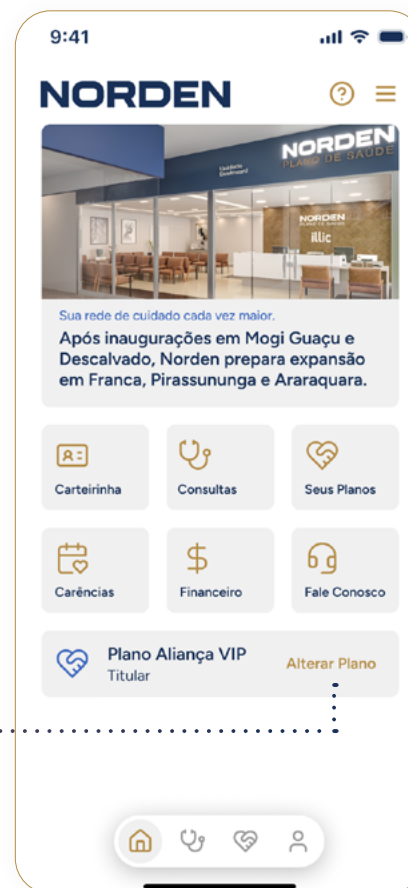 9:41
NORDEN
NORDEN
PLANO DE SAÚDE
NORDEN
illic
Sua rede de cuidado cada vez maior.
Após inaugurações em Mogi Guaçu e
Descalvado, Norden prepara expansão
em Franca, Pirassununga e Araraquara.
Carteirinha
Consultas
Seus Planos
Carências
Financeiro
Fale Conosco
Plano Aliança VIP
Alterar Plano
Titular